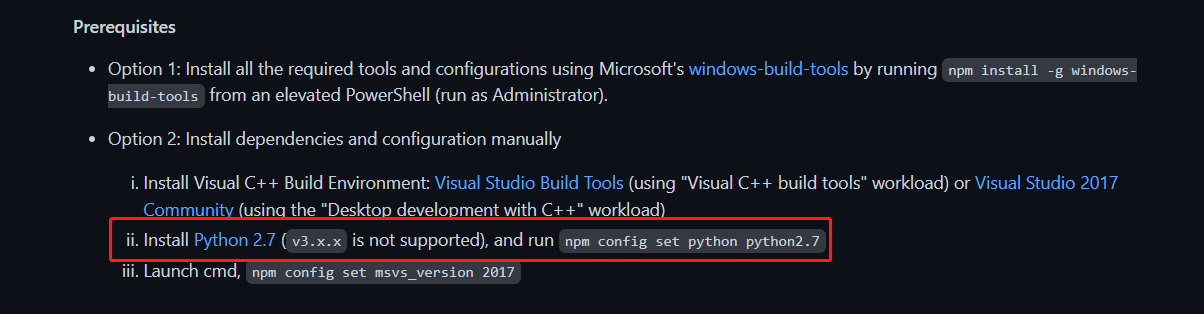 Prerequisites
• Option 1: Install all the required tools and configurations using Microsoft's windows-build-tools by running npm install -g windows-
build-tools from an elevated PowerShell (run as Administrator).
• Option 2: Install dependencies and configuration manually
i. Install Visual C++ Build Environment: Visual Studio Build Tools (using "Visual C++ build tools" workload) or Visual Studio 2017
Community (using the "Desktop development with C++" workload)
ii. Install Python 2.7 (v3.x.x is not supported), and run npm config set python python2.7
iii. Launch cmd, npm config set msvs_version 2017